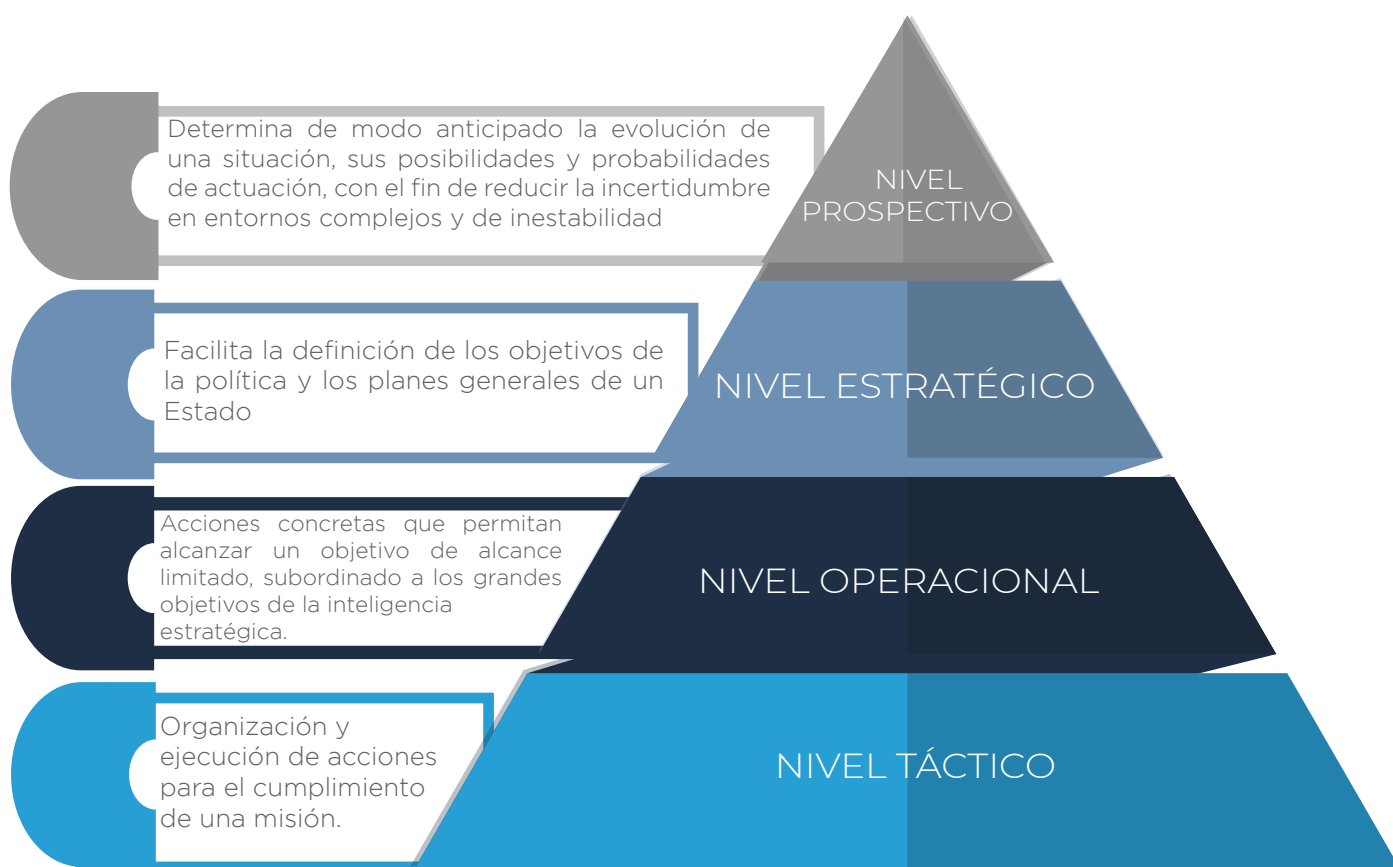 Determina de modo anticipado la evolución de
una situación, sus posibilidades y probabilidades
de actuación, con el fin de reducir la incertidumbre
en entornos complejos y de inestabilidad
NIVEL
PROSPECTIVO
Facilita la definición de los objetivos de
la política y los planes generales de un
Estado
NIVEL ESTRATÉGICO
Acciones concretas que permitan
alcanzar un objetivo de alcance
limitado, subordinado a los grandes
objetivos de la inteligencia
estratégica.
NIVEL OPERACIONAL
Organización y
ejecución de acciones
para el cumplimiento
de una misión.
NIVEL TÁCTICO